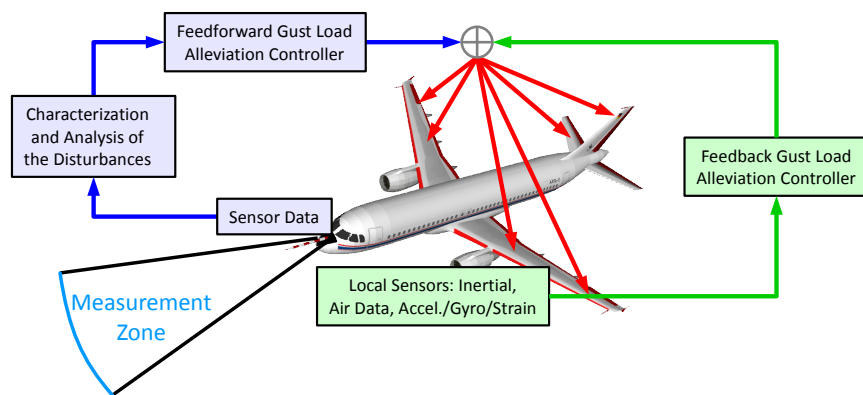 Feedforward Gust Load
Alleviation Controller
Characterization
and Analysis of
the Disturbances
Feedback Gust Load
Alleviation Controller
Sensor Data
Local Sensors: Inertial,
Air Data, Accel./Gyro/Strain
Measurement
Zone